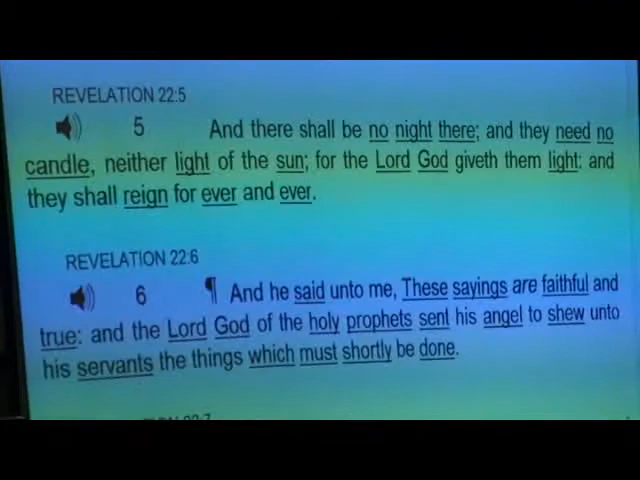 REVELATION 22:5
5 And there shall be no night there; and they need no
candle, neither light of the sun; for the Lord God giveth them light: and
they shall reign for ever and ever.
REVELATION 22:6
6 ¶ And he said unto me, These sayings are faithful and
true: and the Lord God of the holy prophets sent his angel to shew unto
his servants the things which must shortly be done.
22:7